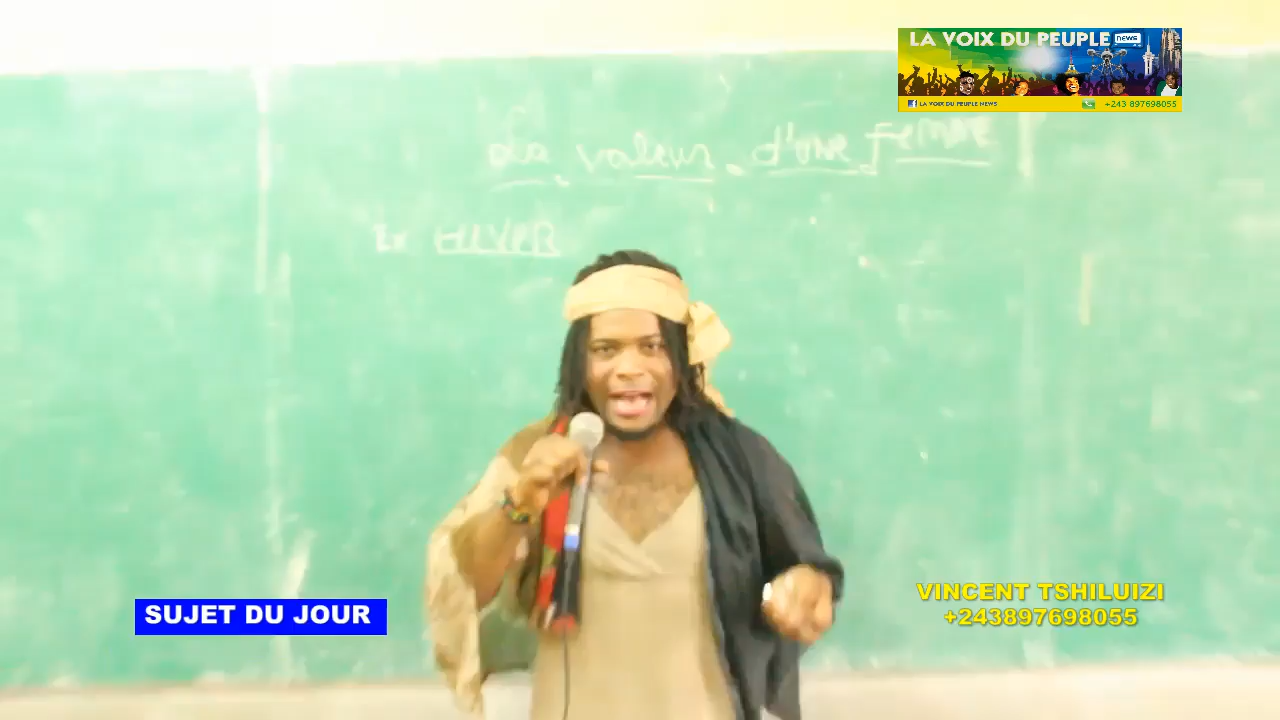 LA VOIX DU PEUPLE news
LA VOIX DU PEUPLE NEWS
+243 897698055
La valeur d'une Femme
SUJET DU JOUR
VINCENT TSHILUIZI
+243897698055